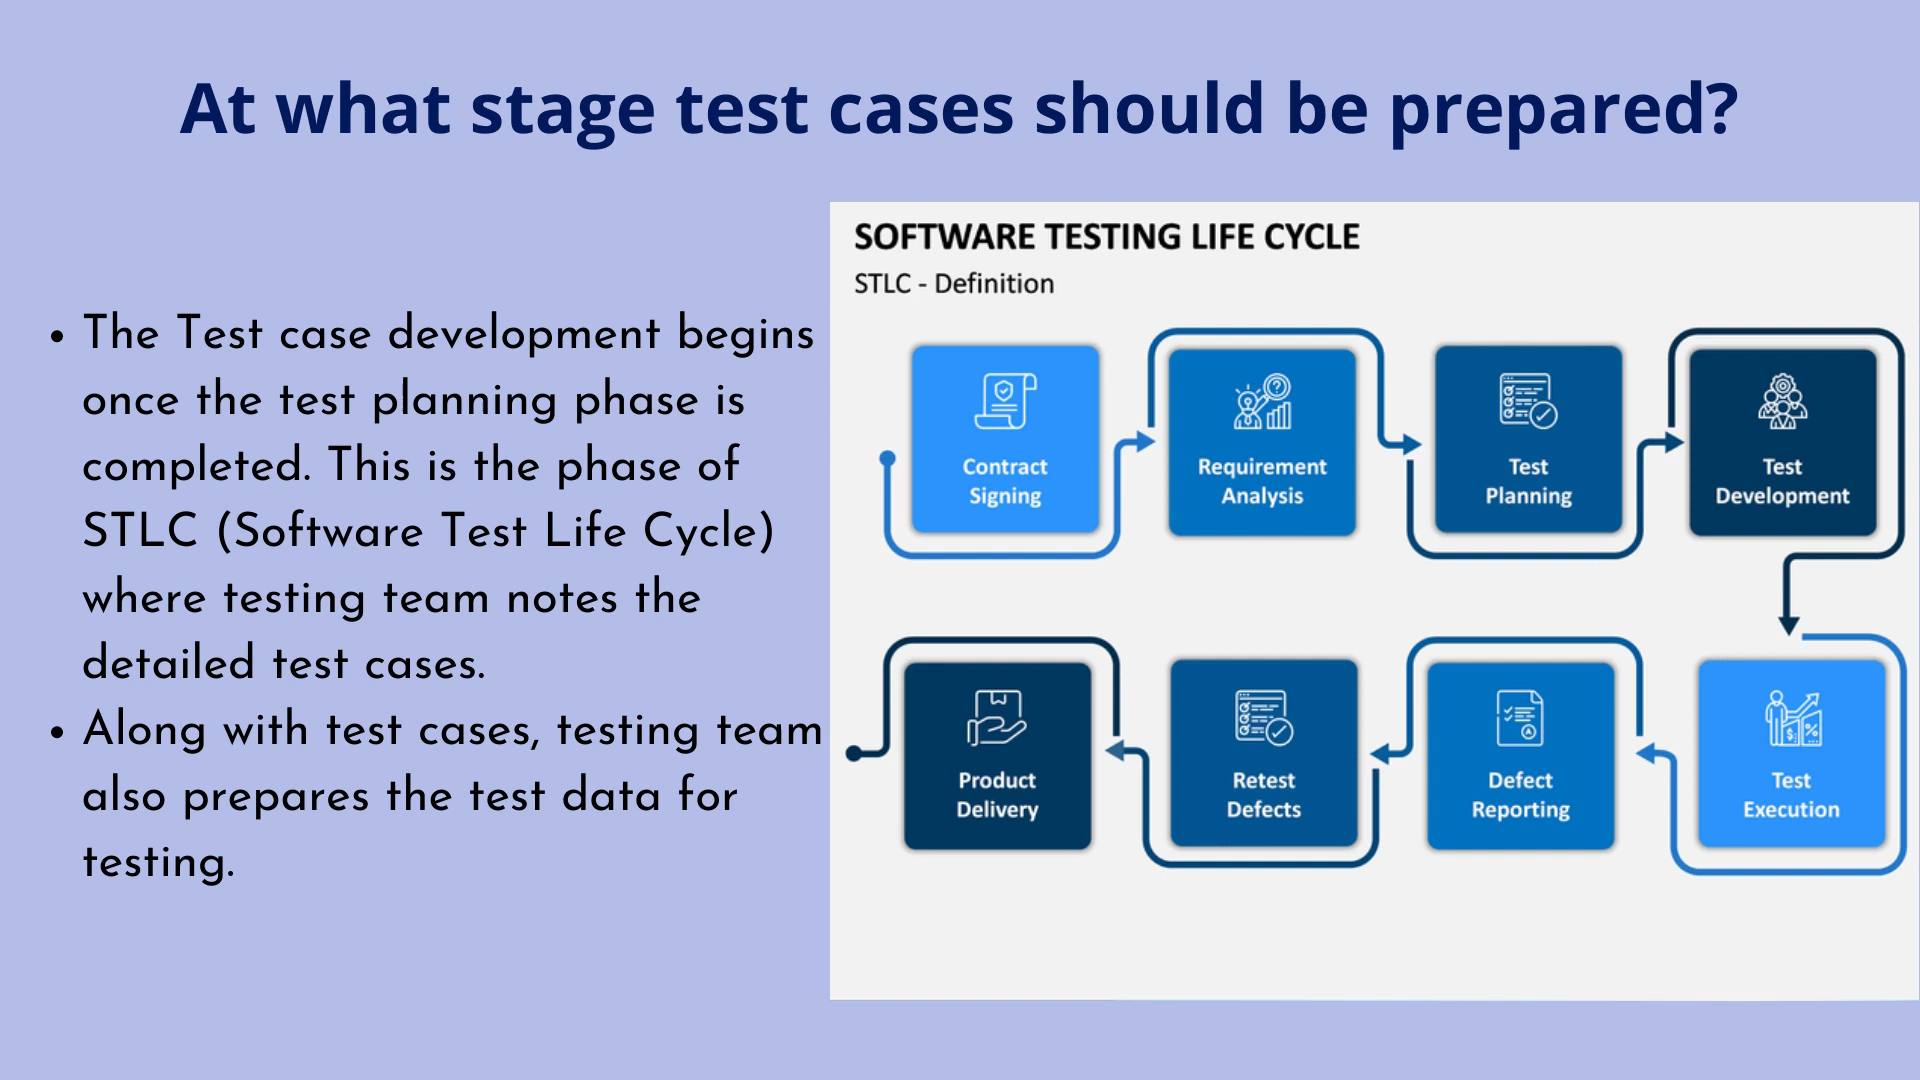 At what stage test cases should be prepared?
• The Test case development begins
once the test planning phase is
completed. This is the phase of
STLC (Software Test Life Cycle)
where testing team notes the
detailed test cases.
• Along with test cases, testing team
also prepares the test data for
testing.
SOFTWARE TESTING LIFE CYCLE
STLC - Definition
Contract
Signing
Requirement
Analysis
Test
Planning
Test
Development
Product
Delivery
Retest
Defects
Defect
Reporting
Test
Execution